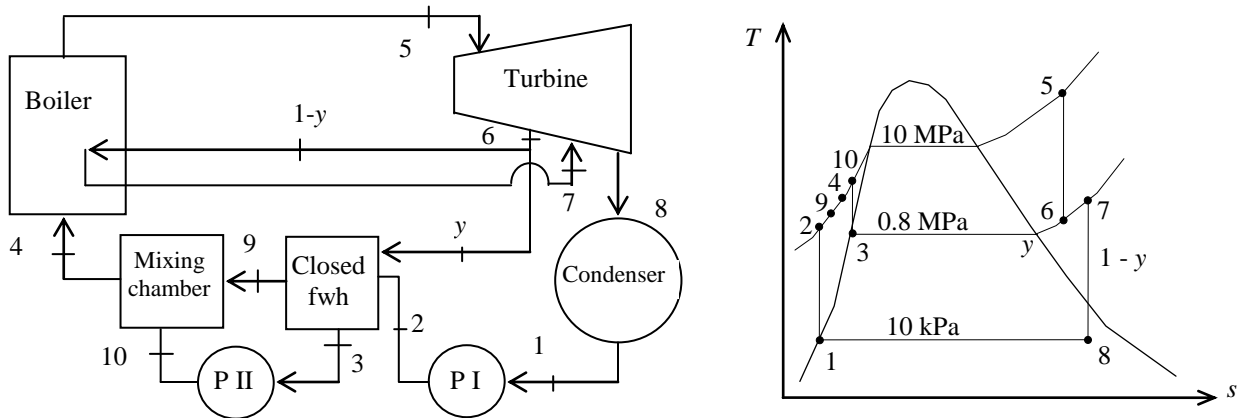 5
Turbine
Boiler
1-y
6
7
8
4
9
y
Mixing
chamber
Closed
fwh
Condenser
2
10
3
1
P II
P I
T
5
10 MPa
10
4
9
2
6
7
0.8 MPa
3
y
1 - y
10 kPa
1
8
s